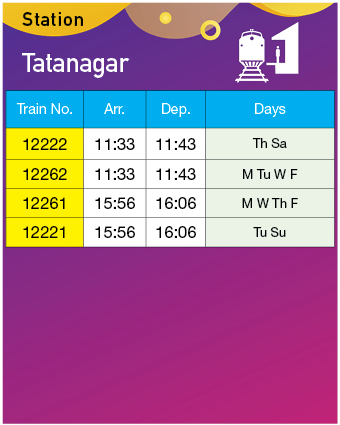 Station
Tatanagar
Train No. Arr. Dep. Days
12222 11:33 11:43 Th Sa
12262 11:33 11:43 M Tu W F
12261 15:56 16:06 M W Th F
12221 15:56 16:06 Tu Su